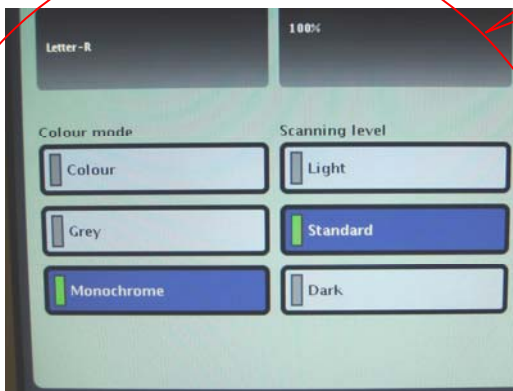 Letter-R
100%
Colour mode
Colour
Grey
Monochrome
Scanning level
Light
Standard
Dark